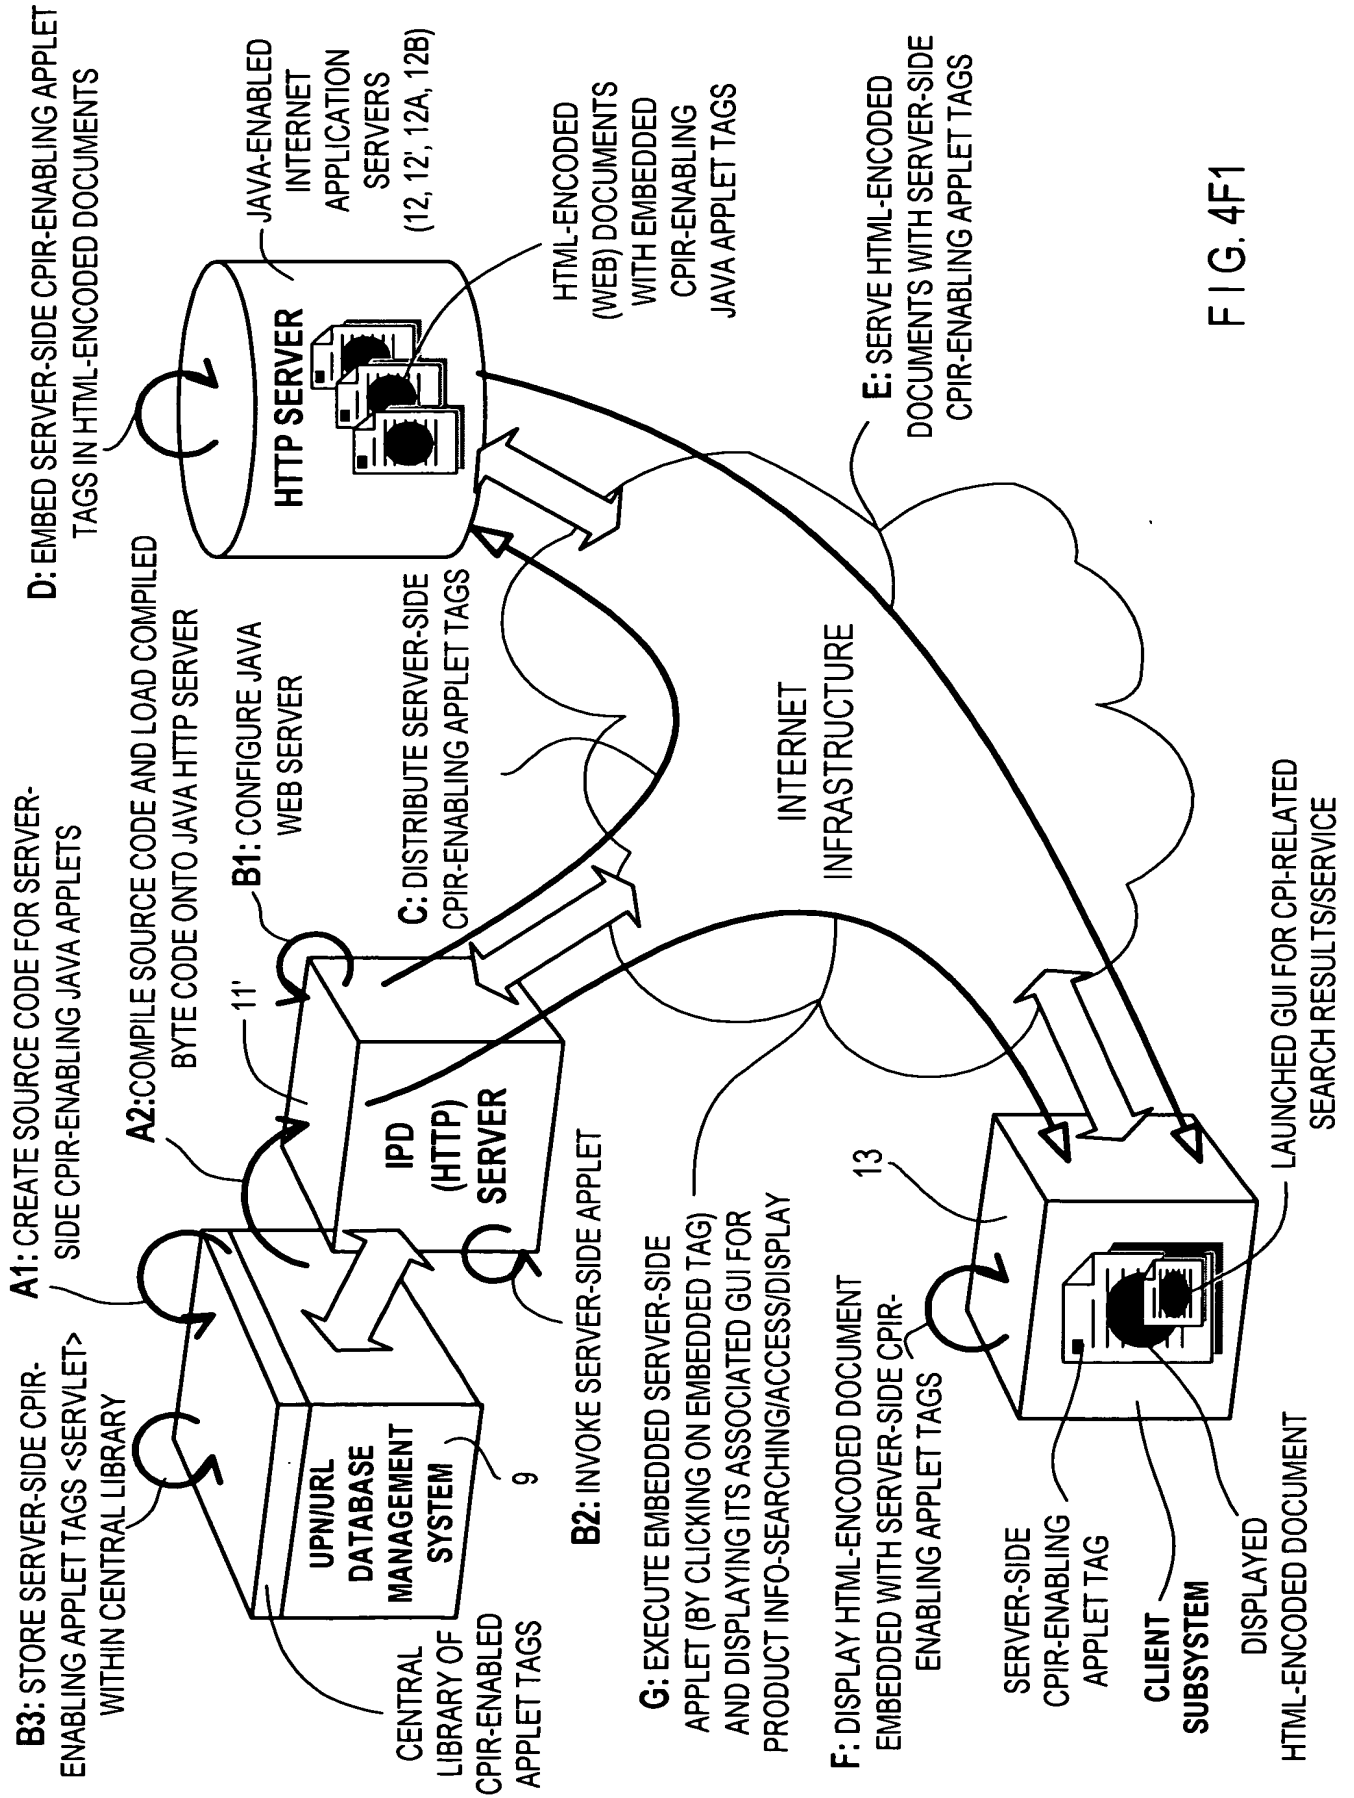 B3: STORE SERVER-SIDE CPIR-
ENABLING APPLET TAGS <SERVLET>
WITHIN CENTRAL LIBRARY
A1: CREATE SOURCE CODE FOR SERVER-
SIDE CPIR-ENABLING JAVA APPLETS
A2:COMPILE SOURCE CODE AND LOAD COMPILED
BYTE CODE ONTO JAVA HTTP SERVER
D: EMBED SERVER-SIDE CPIR-ENABLING APPLET
TAGS IN HTML-ENCODED DOCUMENTS
B1: CONFIGURE JAVA
WEB SERVER
11'
JAVA-ENABLED
INTERNET
APPLICATION
SERVERS
(12, 12', 12A, 12B)
HTTP SERVER
UPN/URL
DATABASE
MANAGEMENT
SYSTEM
9
IPD
(HTTP)
SERVER
C: DISTRIBUTE SERVER-SIDE
CPIR-ENABLING APPLET TAGS
HTML-ENCODED
(WEB) DOCUMENTS
WITH EMBEDDED
CPIR-ENABLING
JAVA APPLET TAGS
CENTRAL
LIBRARY OF
CPIR-ENABLED
APPLET TAGS
B2: INVOKE SERVER-SIDE APPLET
G: EXECUTE EMBEDDED SERVER-SIDE
APPLET (BY CLICKING ON EMBEDDED TAG)
AND DISPLAYING ITS ASSOCIATED GUI FOR
PRODUCT INFO-SEARCHING/ACCESS/DISPLAY
INTERNET
INFRASTRUCTURE
E: SERVE HTML-ENCODED
DOCUMENTS WITH SERVER-SIDE
CPIR-ENABLING APPLET TAGS
F: DISPLAY HTML-ENCODED DOCUMENT
EMBEDDED WITH SERVER-SIDE CPIR-
ENABLING APPLET TAGS
13
SERVER-SIDE
CPIR-ENABLING
APPLET TAG
CLIENT
SUBSYSTEM
DISPLAYED
HTML-ENCODED DOCUMENT
LAUNCHED GUI FOR CPI-RELATED
SEARCH RESULTS/SERVICE
FIG. 4F1